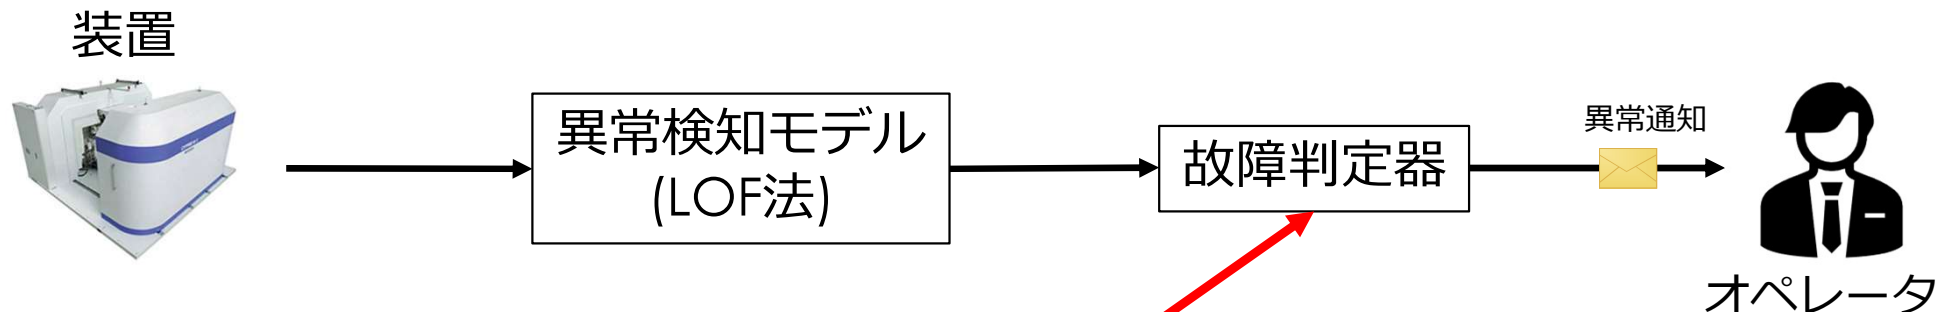 装置
異常検知モデル
(LOF法)
故障判定器
異常通知
オペレータ